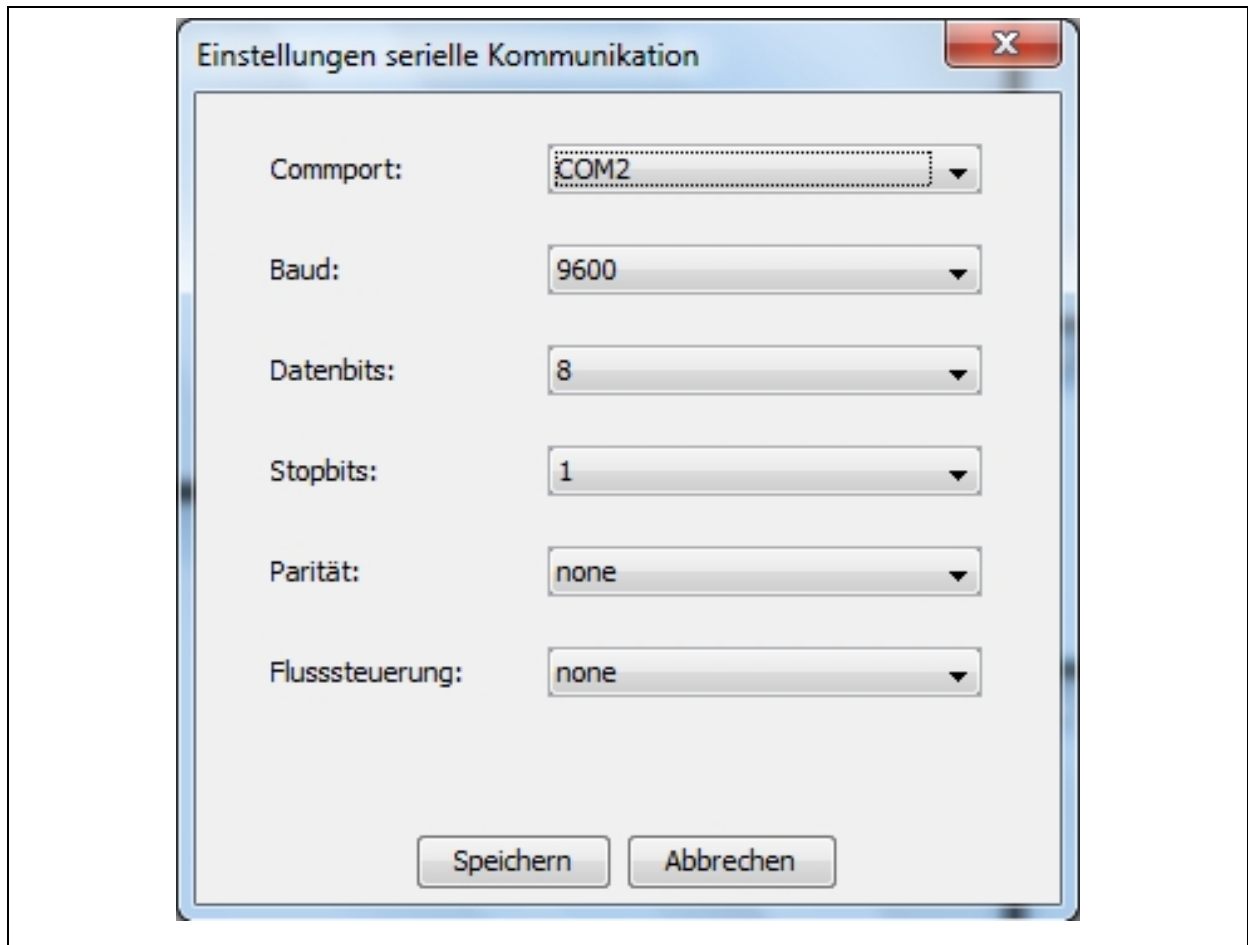 Einstellungen serielle Kommunikation
Commport: COM2
Baud: 9600
Datenbits: 8
Stopbits: 1
Parität: none
Flusssteuerung: none
Speichern Abbrechen